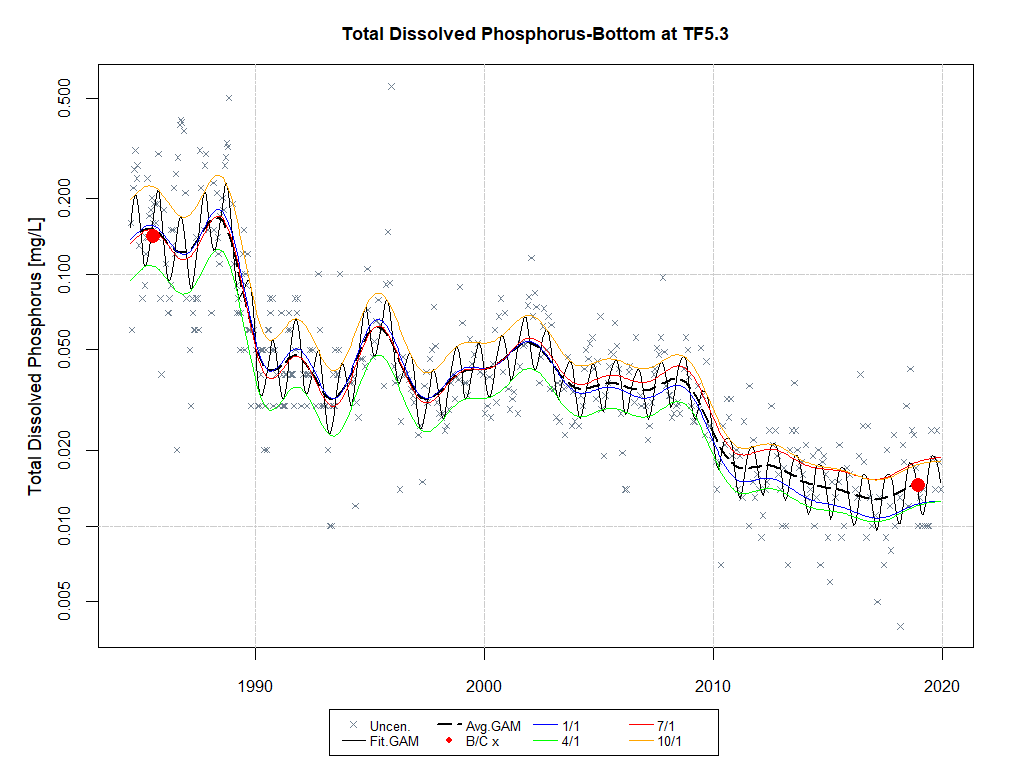 Total Dissolved Phosphorus-Bottom at TF5.3
Total Dissolved Phosphorus [mg/L]
0.500
0.200
0.100
0.050
0.020
0.010
0.005
1990 2000 2010 2020
Uncen. Avg.GAM 1/1 7/1
Fit.GAM B/C x 4/1 10/1